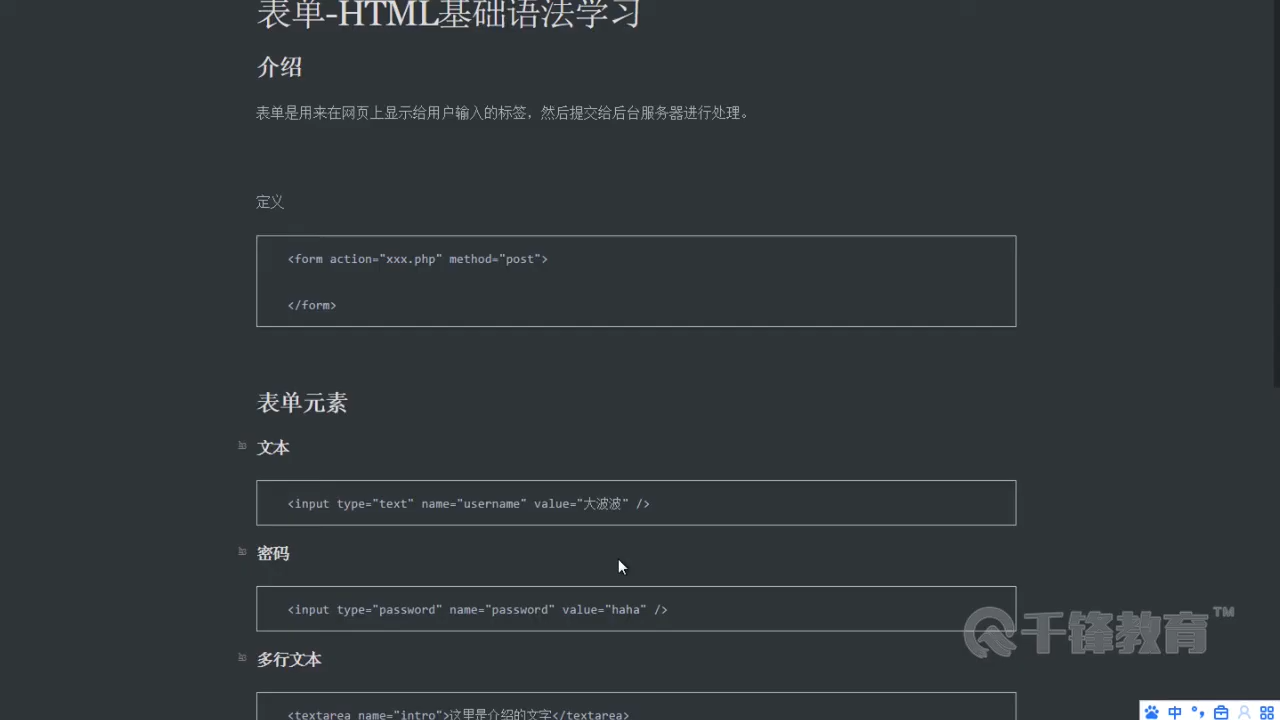 表单-HTML基础语法学习
介绍
表单是用来在网页上显示给用户输入的标签，然后提交给后台服务器进行处理。
定义
<form action="xxx.php" method="post">
</form>
表单元素
文本
<input type="text" name="username" value="大波波" />
密码
<input type="password" name="password" value="haha" />
千锋教育™
多行文本
<textarea name="intro">这里是介绍的文字</textarea>
中